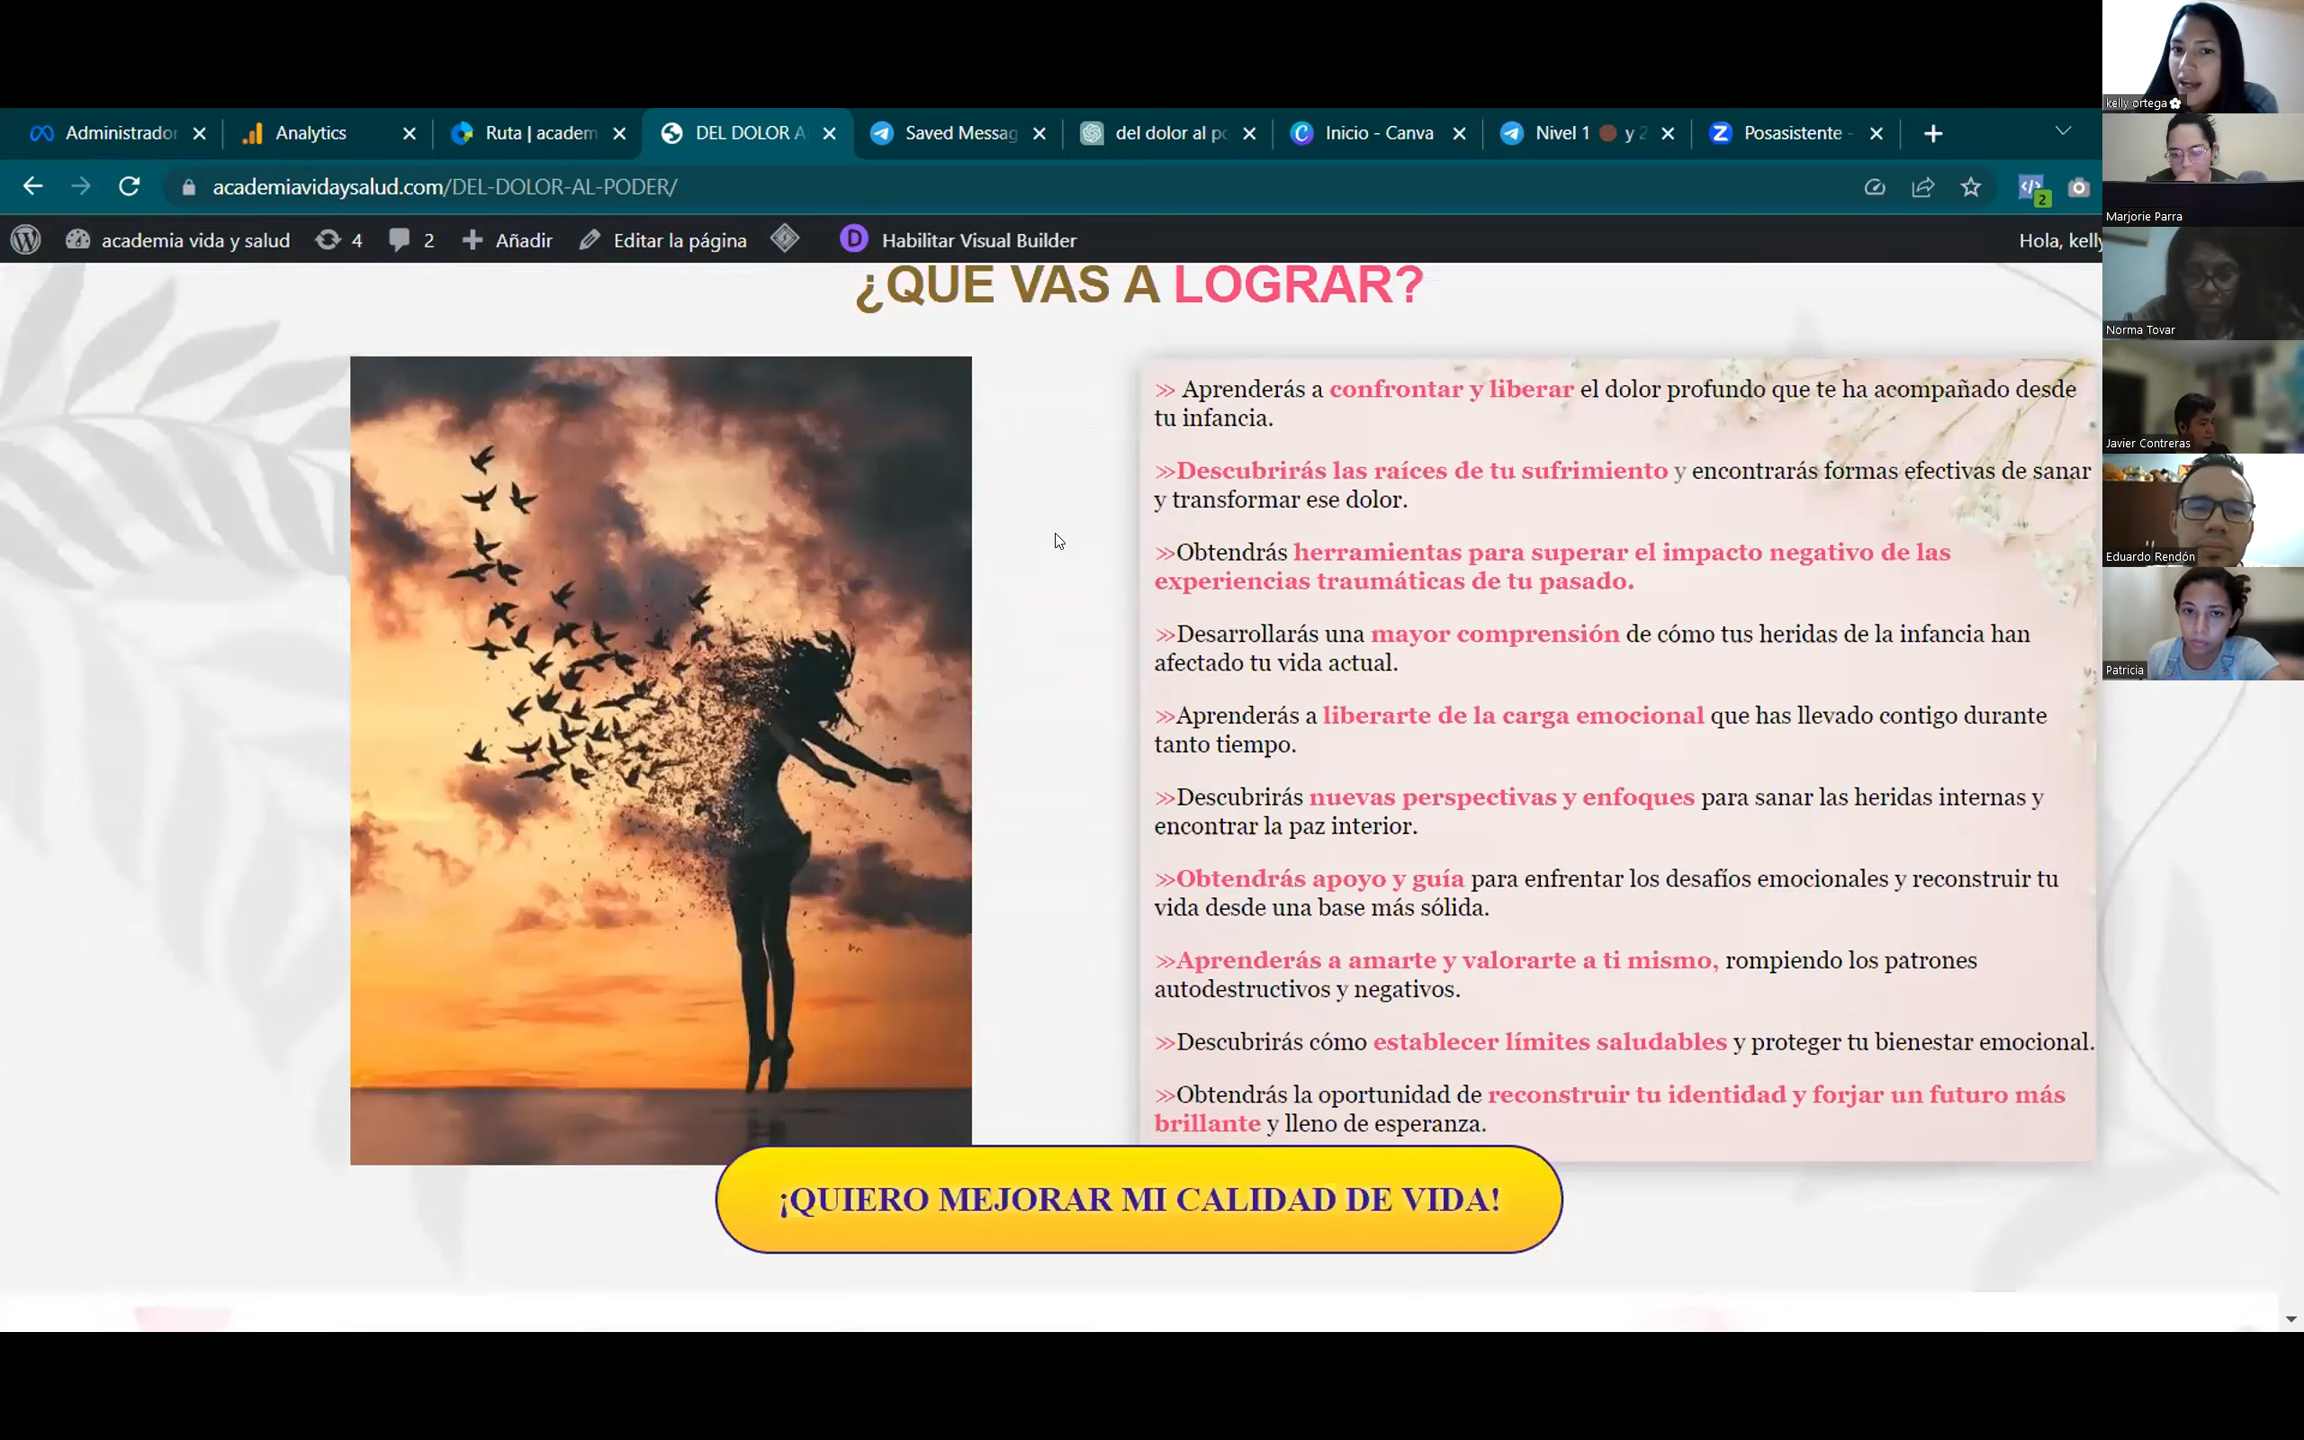 Administrador
Analytics
Ruta | academ
DEL DOLOR A
Saved Messag
del dolor al po
Inicio - Canva
Nivel 1 y 2
Posasistente -
academiavidaysalud.com/DEL-DOLOR-AL-PODER/
2
academia vida y salud 4 2 Añadir Editar la página D Habilitar Visual Builder Hola, kelly
¿QUE VAS A LOGRAR?
>> Aprenderás a confrontar y liberar el dolor profundo que te ha acompañado desde
tu infancia.
>>Descubrirás las raíces de tu sufrimiento y encontrarás formas efectivas de sanar
y transformar ese dolor.
>>Obtendrás herramientas para superar el impacto negativo de las
experiencias traumáticas de tu pasado.
>>Desarrollarás una mayor comprensión de cómo tus heridas de la infancia han
afectado tu vida actual.
>>Aprenderás a liberarte de la carga emocional que has llevado contigo durante
tanto tiempo.
>>Descubrirás nuevas perspectivas y enfoques para sanar las heridas internas y
encontrar la paz interior.
>>Obtendrás apoyo y guía para enfrentar los desafíos emocionales y reconstruir tu
vida desde una base más sólida.
>>Aprenderás a amarte y valorarte a ti mismo, rompiendo los patrones
autodestructivos y negativos.
>>Descubrirás cómo establecer límites saludables y proteger tu bienestar emocional.
>>Obtendrás la oportunidad de reconstruir tu identidad y forjar un futuro más
brillante y lleno de esperanza.
¡QUIERO MEJORAR MI CALIDAD DE VIDA!
kelly ortega
Marjorie Parra
Norma Tovar
Javier Contreras
Eduardo Rendón
Patricia